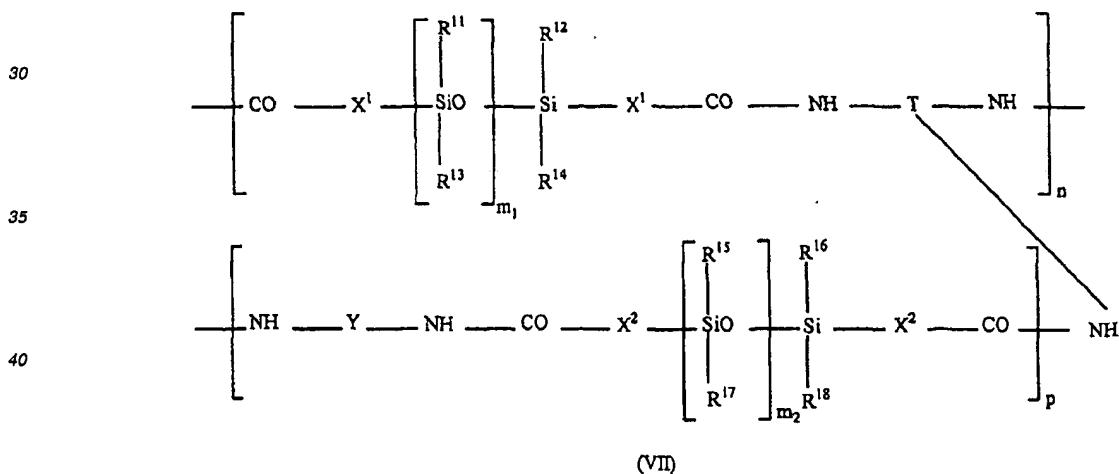 R¹¹ R¹²
30
CO X¹ SiO Si X¹ CO NH T NH
R¹³ R¹⁴
m₁ n
35
R¹⁵ R¹⁶
NH Y NH CO X² SiO Si X² CO NH
40
R¹⁷ R¹⁸
m₂ p
(VII)